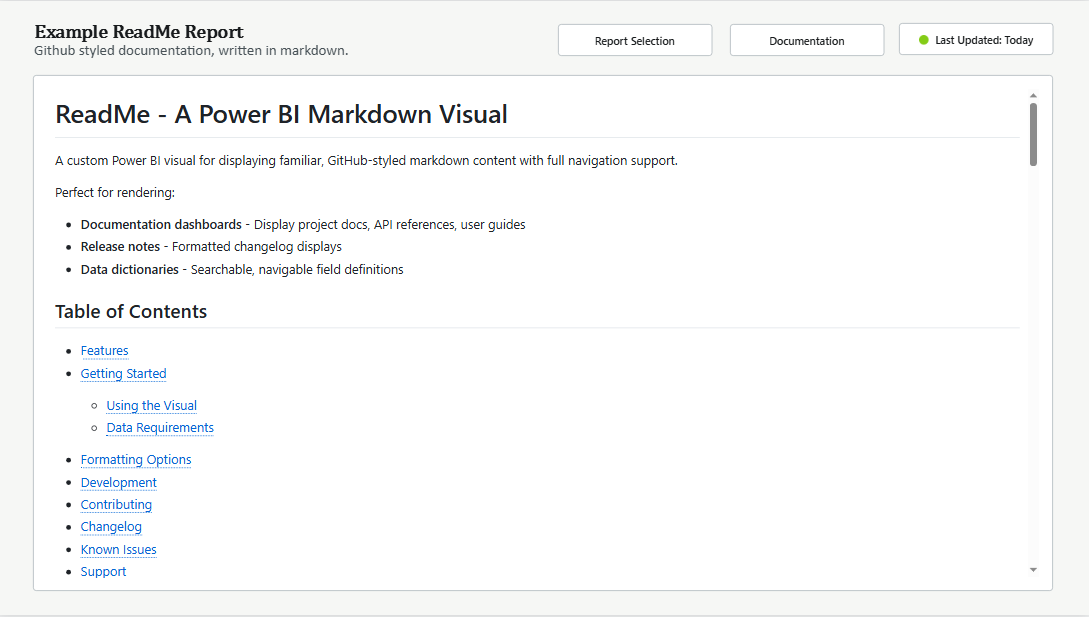 Example ReadMe Report
Github styled documentation, written in markdown.
Report Selection
Documentation
Last Updated: Today
ReadMe - A Power BI Markdown Visual
A custom Power BI visual for displaying familiar, GitHub-styled markdown content with full navigation support.
Perfect for rendering:
Documentation dashboards - Display project docs, API references, user guides
Release notes - Formatted changelog displays
Data dictionaries - Searchable, navigable field definitions
Table of Contents
Features
Getting Started
Using the Visual
Data Requirements
Formatting Options
Development
Contributing
Changelog
Known Issues
Support